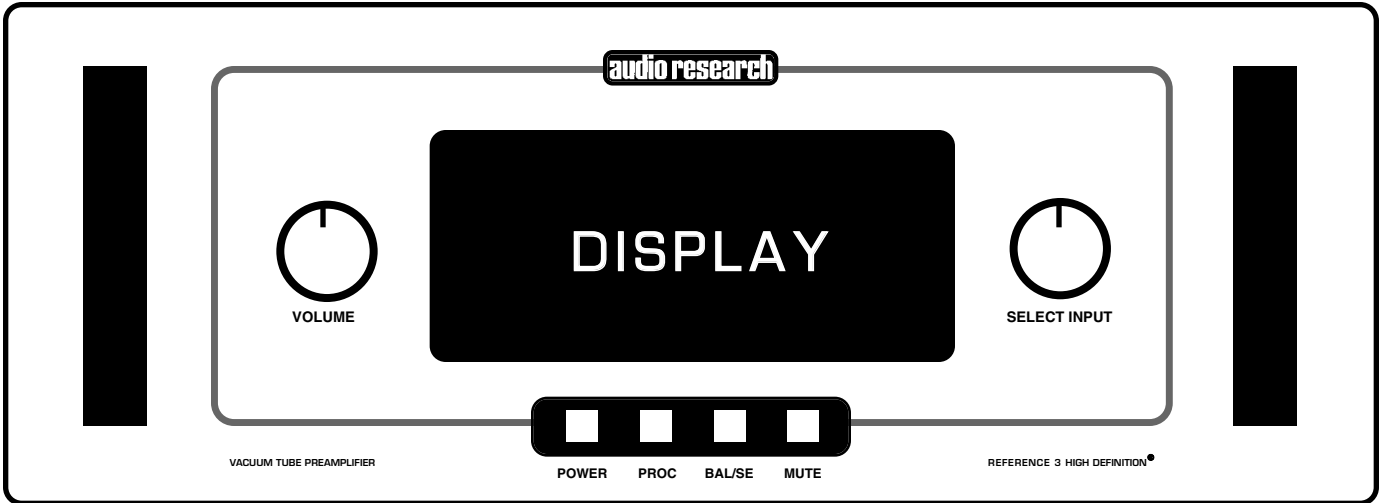 audio research
DISPLAY
VOLUME
SELECT INPUT
VACUUM TUBE PREAMPLIFIER
REFERENCE 3 HIGH DEFINITION
POWER PROC BAL/SE MUTE